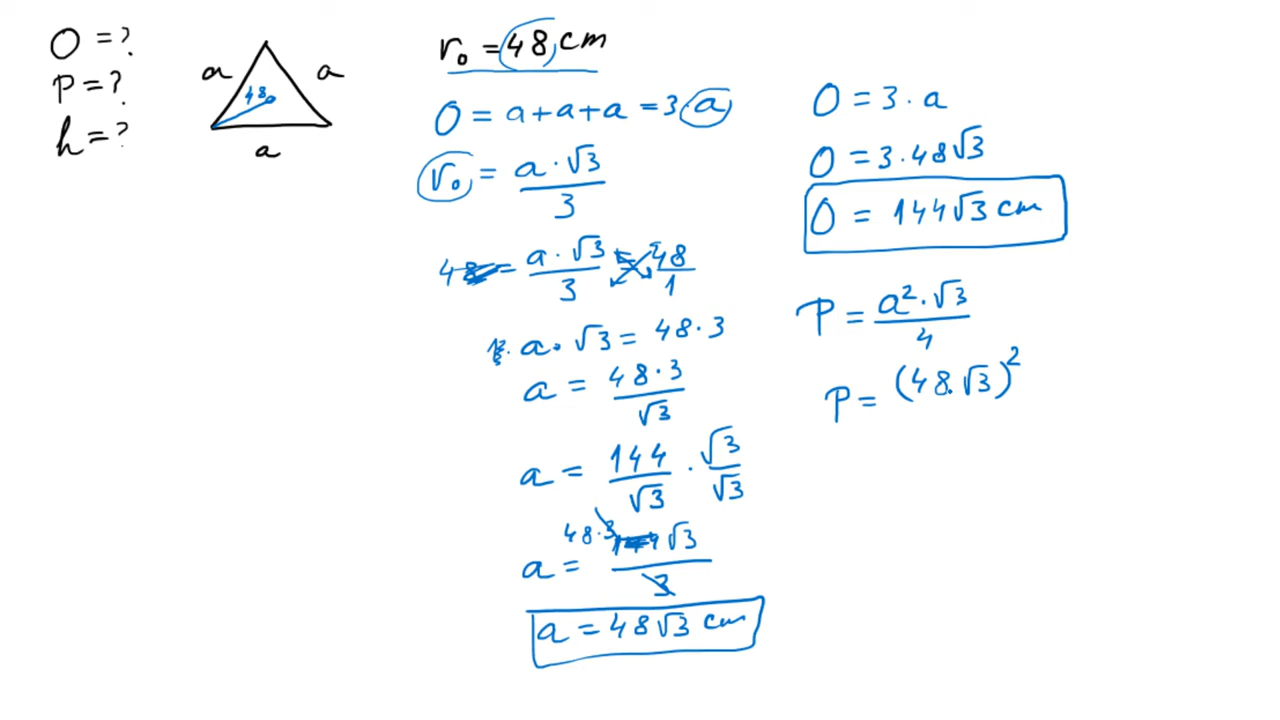 O = ?
P = ?
h = ?
a
a
48
a
r₀ = 48 cm
O = a+a+a = 3·a
r₀ = a·√3 / 3
48 = a·√3 / 3 = 48 / 1
a·√3 = 48·3
a = 48·3 / √3
a = 144 / √3 · √3 / √3
a = 48·3 √3 / 3
a = 48√3 cm
O = 3·a
O = 3·48√3
O = 144√3 cm
P = a²·√3 / 4
P = (48·√3)²